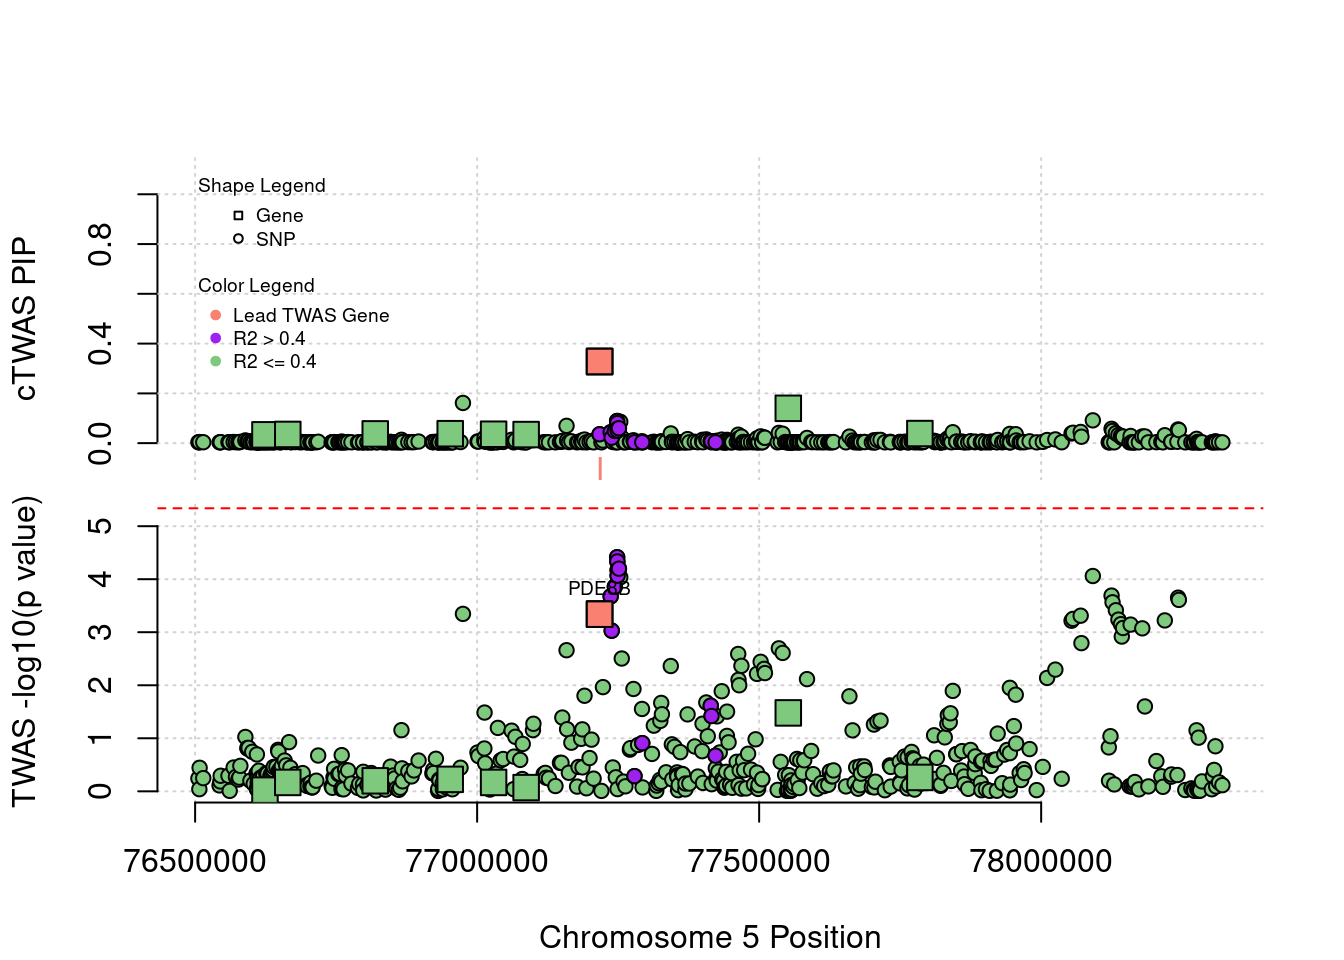 Shape Legend
Gene
SNP
Color Legend
Lead TWAS Gene
R2 > 0.4
R2 <= 0.4
cTWAS PIP
0.8
0.4
0.0
TWAS -log10(p value)
5
4
3
2
1
0
76500000 77000000 77500000 78000000
Chromosome 5 Position